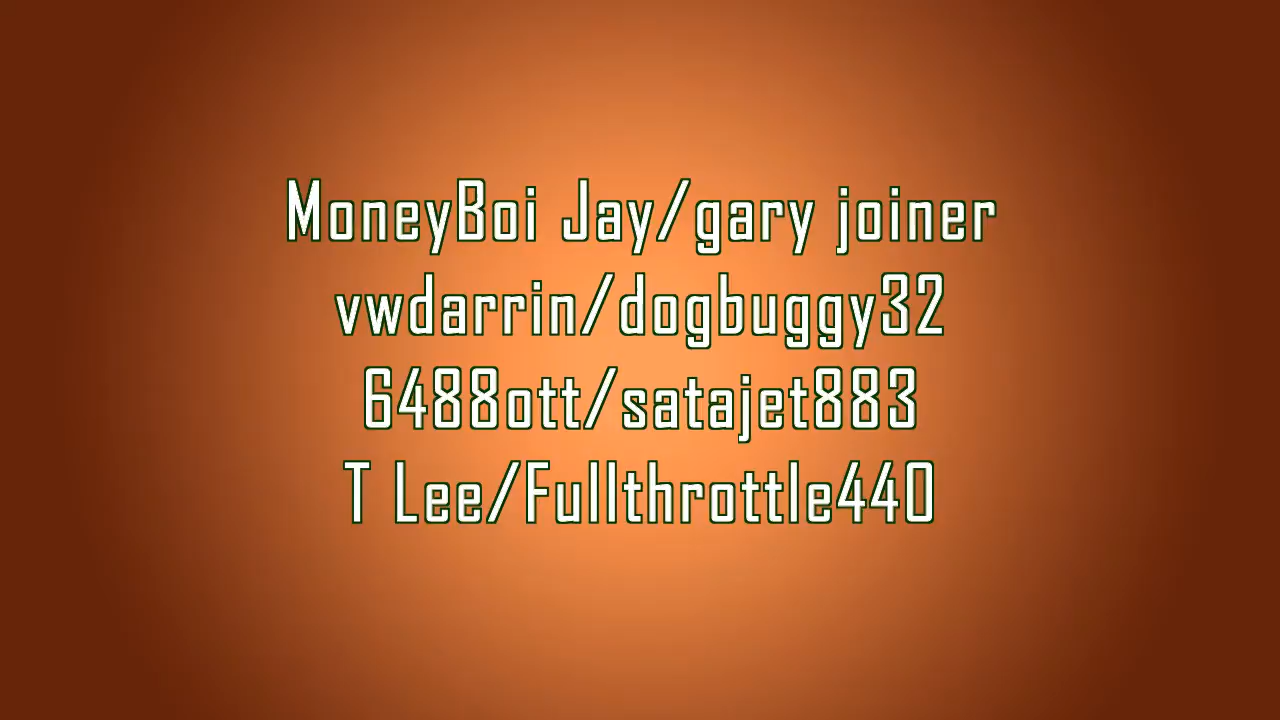 MoneyBoi Jay/gary joiner
vwdarrin/dogbuggy32
6488ott/satajet883
T Lee/Fullthrottle440